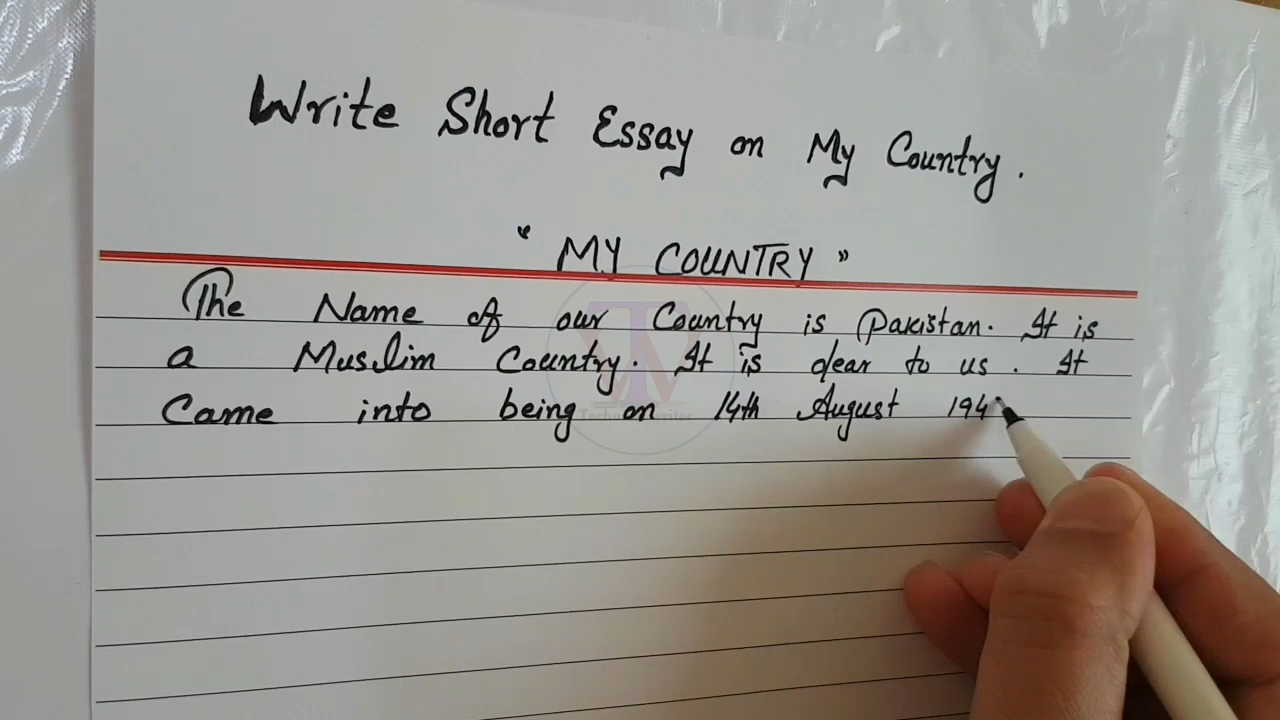 Write Short Essay on My Country.
"MY COUNTRY"
The Name of our Country is Pakistan. It is
a Muslim Country. It is dear to us. It
Came into being on 14th August 194